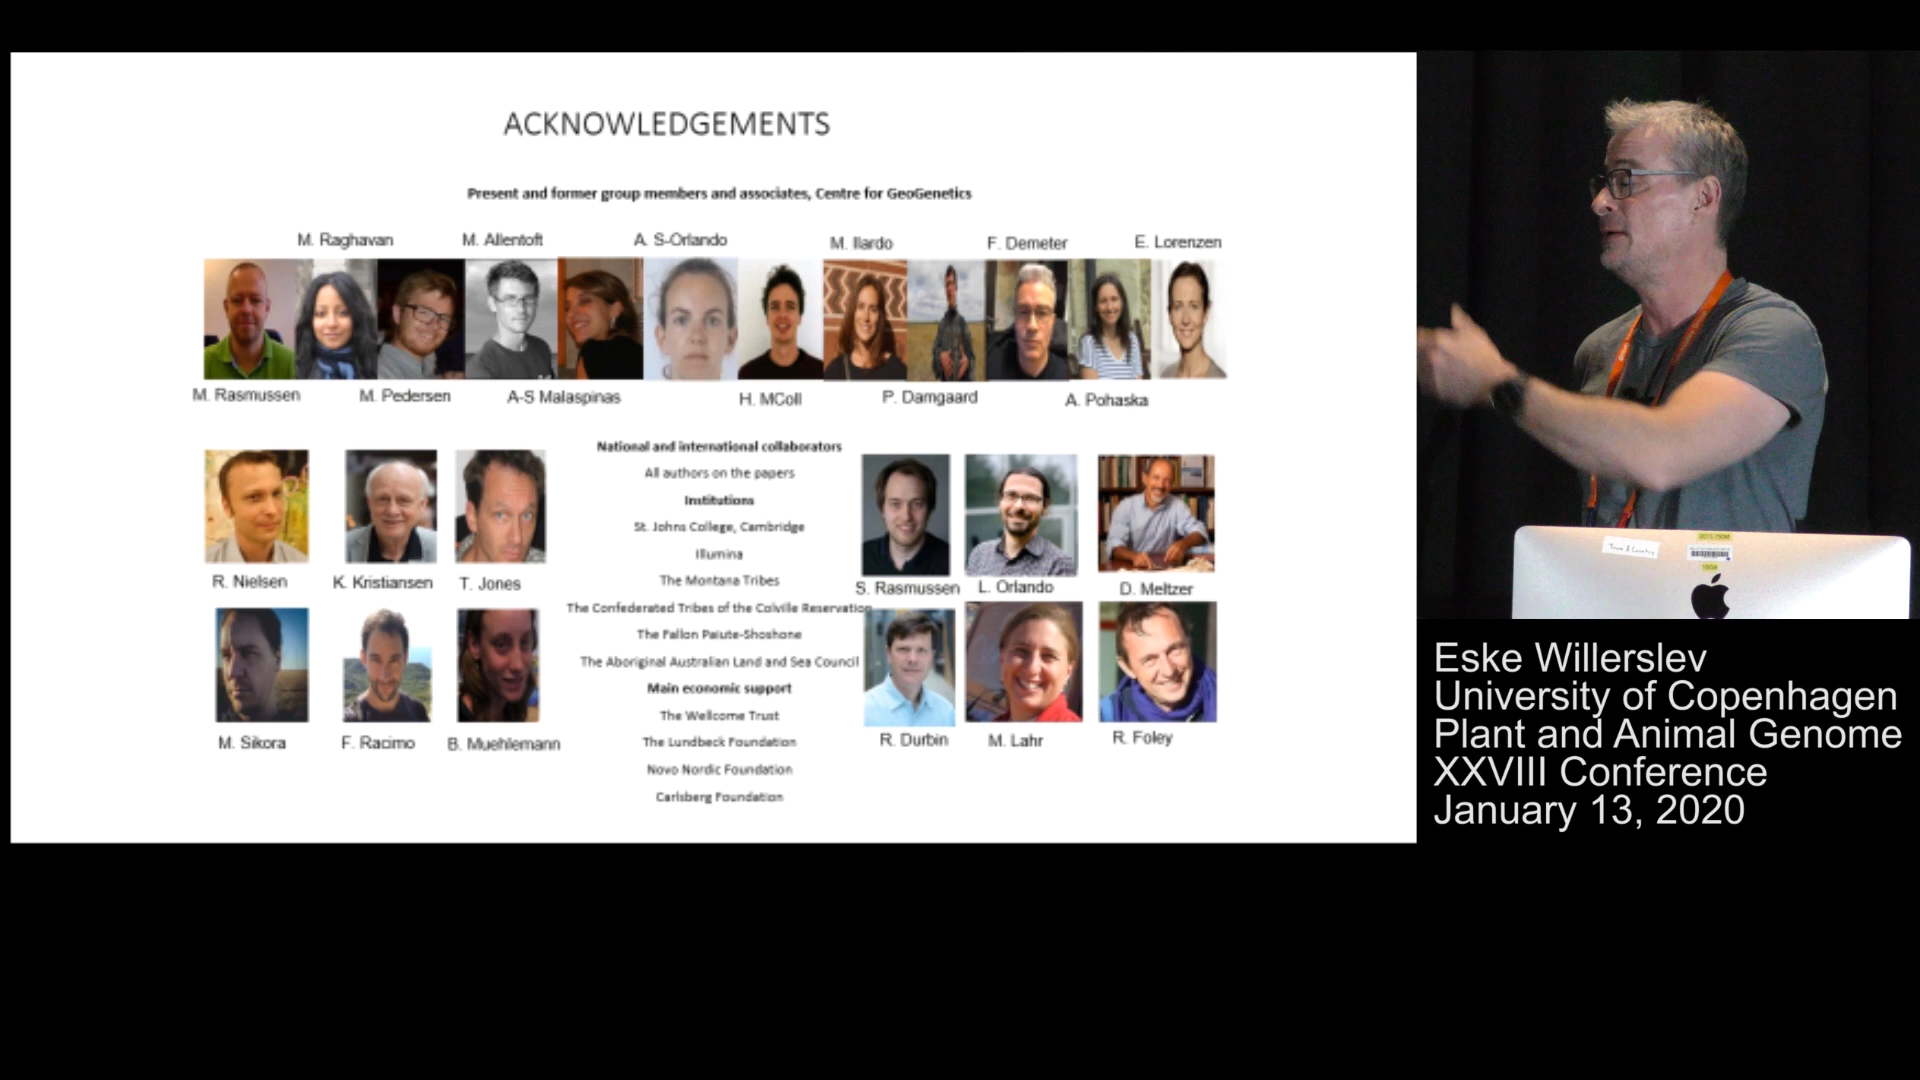 ACKNOWLEDGEMENTS
Present and former group members and associates, Centre for GeoGenetics
M. Raghavan
M. Allentoft
A. S-Orlando
M. Ilardo
F. Demeter
E. Lorenzen
M. Rasmussen
M. Pedersen
A-S Malaspinas
H. MColl
P. Damgaard
A. Pohaska
National and international collaborators
All authors on the papers
Institutions
St. Johns College, Cambridge
Illumina
The Montana Tribes
The Confederated Tribes of the Colville Reservation
The Fallon Paiute-Shoshone
The Aboriginal Australian Land and Sea Council
Main economic support
The Wellcome Trust
The Lundbeck Foundation
Novo Nordic Foundation
Carlsberg Foundation
R. Nielsen
K. Kristiansen
T. Jones
S. Rasmussen
L. Orlando
D. Meltzer
M. Sikora
F. Racimo
B. Muehlemann
R. Durbin
M. Lahr
R. Foley
Eske Willerslev
University of Copenhagen
Plant and Animal Genome
XXVIII Conference
January 13, 2020